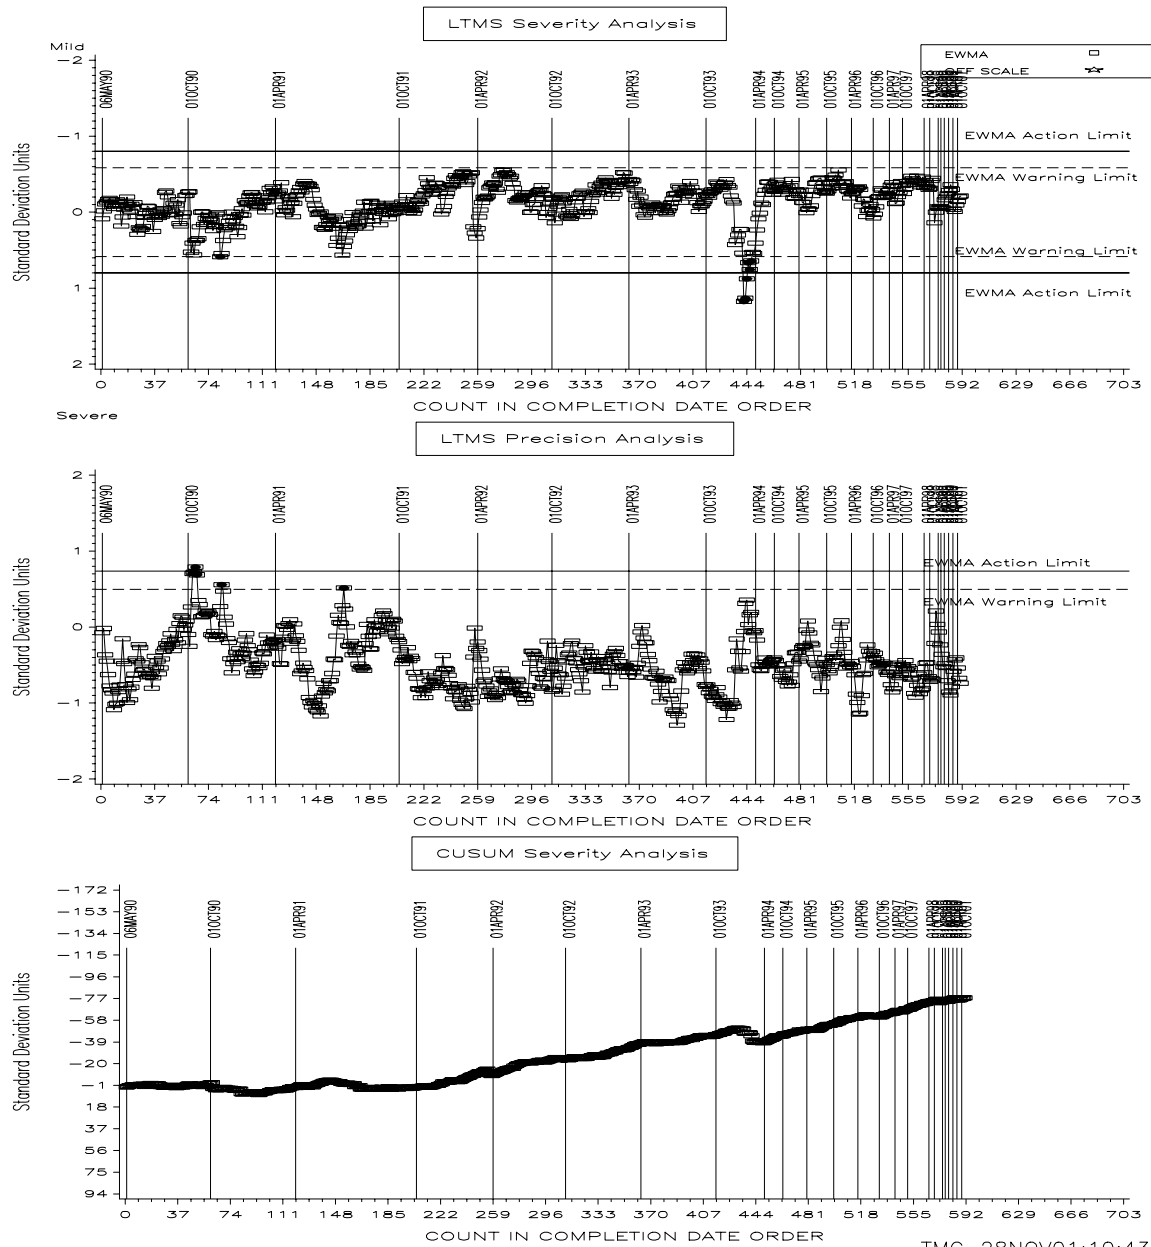 LTMS Severity Analysis
Mild
EWMA
OFF SCALE
-2
-1
0
1
2
Standard Deviation Units
06MAY90
01OCT90
01APR91
01OCT91
01APR92
01OCT92
01APR93
01OCT93
01APR94
01OCT94
01APR95
01OCT95
01APR96
01OCT96
01APR97
01OCT97
01APR98
EWMA Action Limit
EWMA Warning Limit
EWMA Warning Limit
EWMA Action Limit
0 37 74 111 148 185 222 259 296 333 370 407 444 481 518 555 592 629 666 703
COUNT IN COMPLETION DATE ORDER
Severe
LTMS Precision Analysis
2
1
0
-1
-2
Standard Deviation Units
06MAY90
01OCT90
01APR91
01OCT91
01APR92
01OCT92
01APR93
01OCT93
01APR94
01OCT94
01APR95
01OCT95
01APR96
01OCT96
01APR97
01OCT97
01APR98
EWMA Action Limit
EWMA Warning Limit
0 37 74 111 148 185 222 259 296 333 370 407 444 481 518 555 592 629 666 703
COUNT IN COMPLETION DATE ORDER
CUSUM Severity Analysis
-172
-153
-134
-115
-96
-77
-58
-39
-20
-1
18
37
56
75
94
Standard Deviation Units
06MAY90
01OCT90
01APR91
01OCT91
01APR92
01OCT92
01APR93
01OCT93
01APR94
01OCT94
01APR95
01OCT95
01APR96
01OCT96
01APR97
01OCT97
01APR98
0 37 74 111 148 185 222 259 296 333 370 407 444 481 518 555 592 629 666 703
COUNT IN COMPLETION DATE ORDER